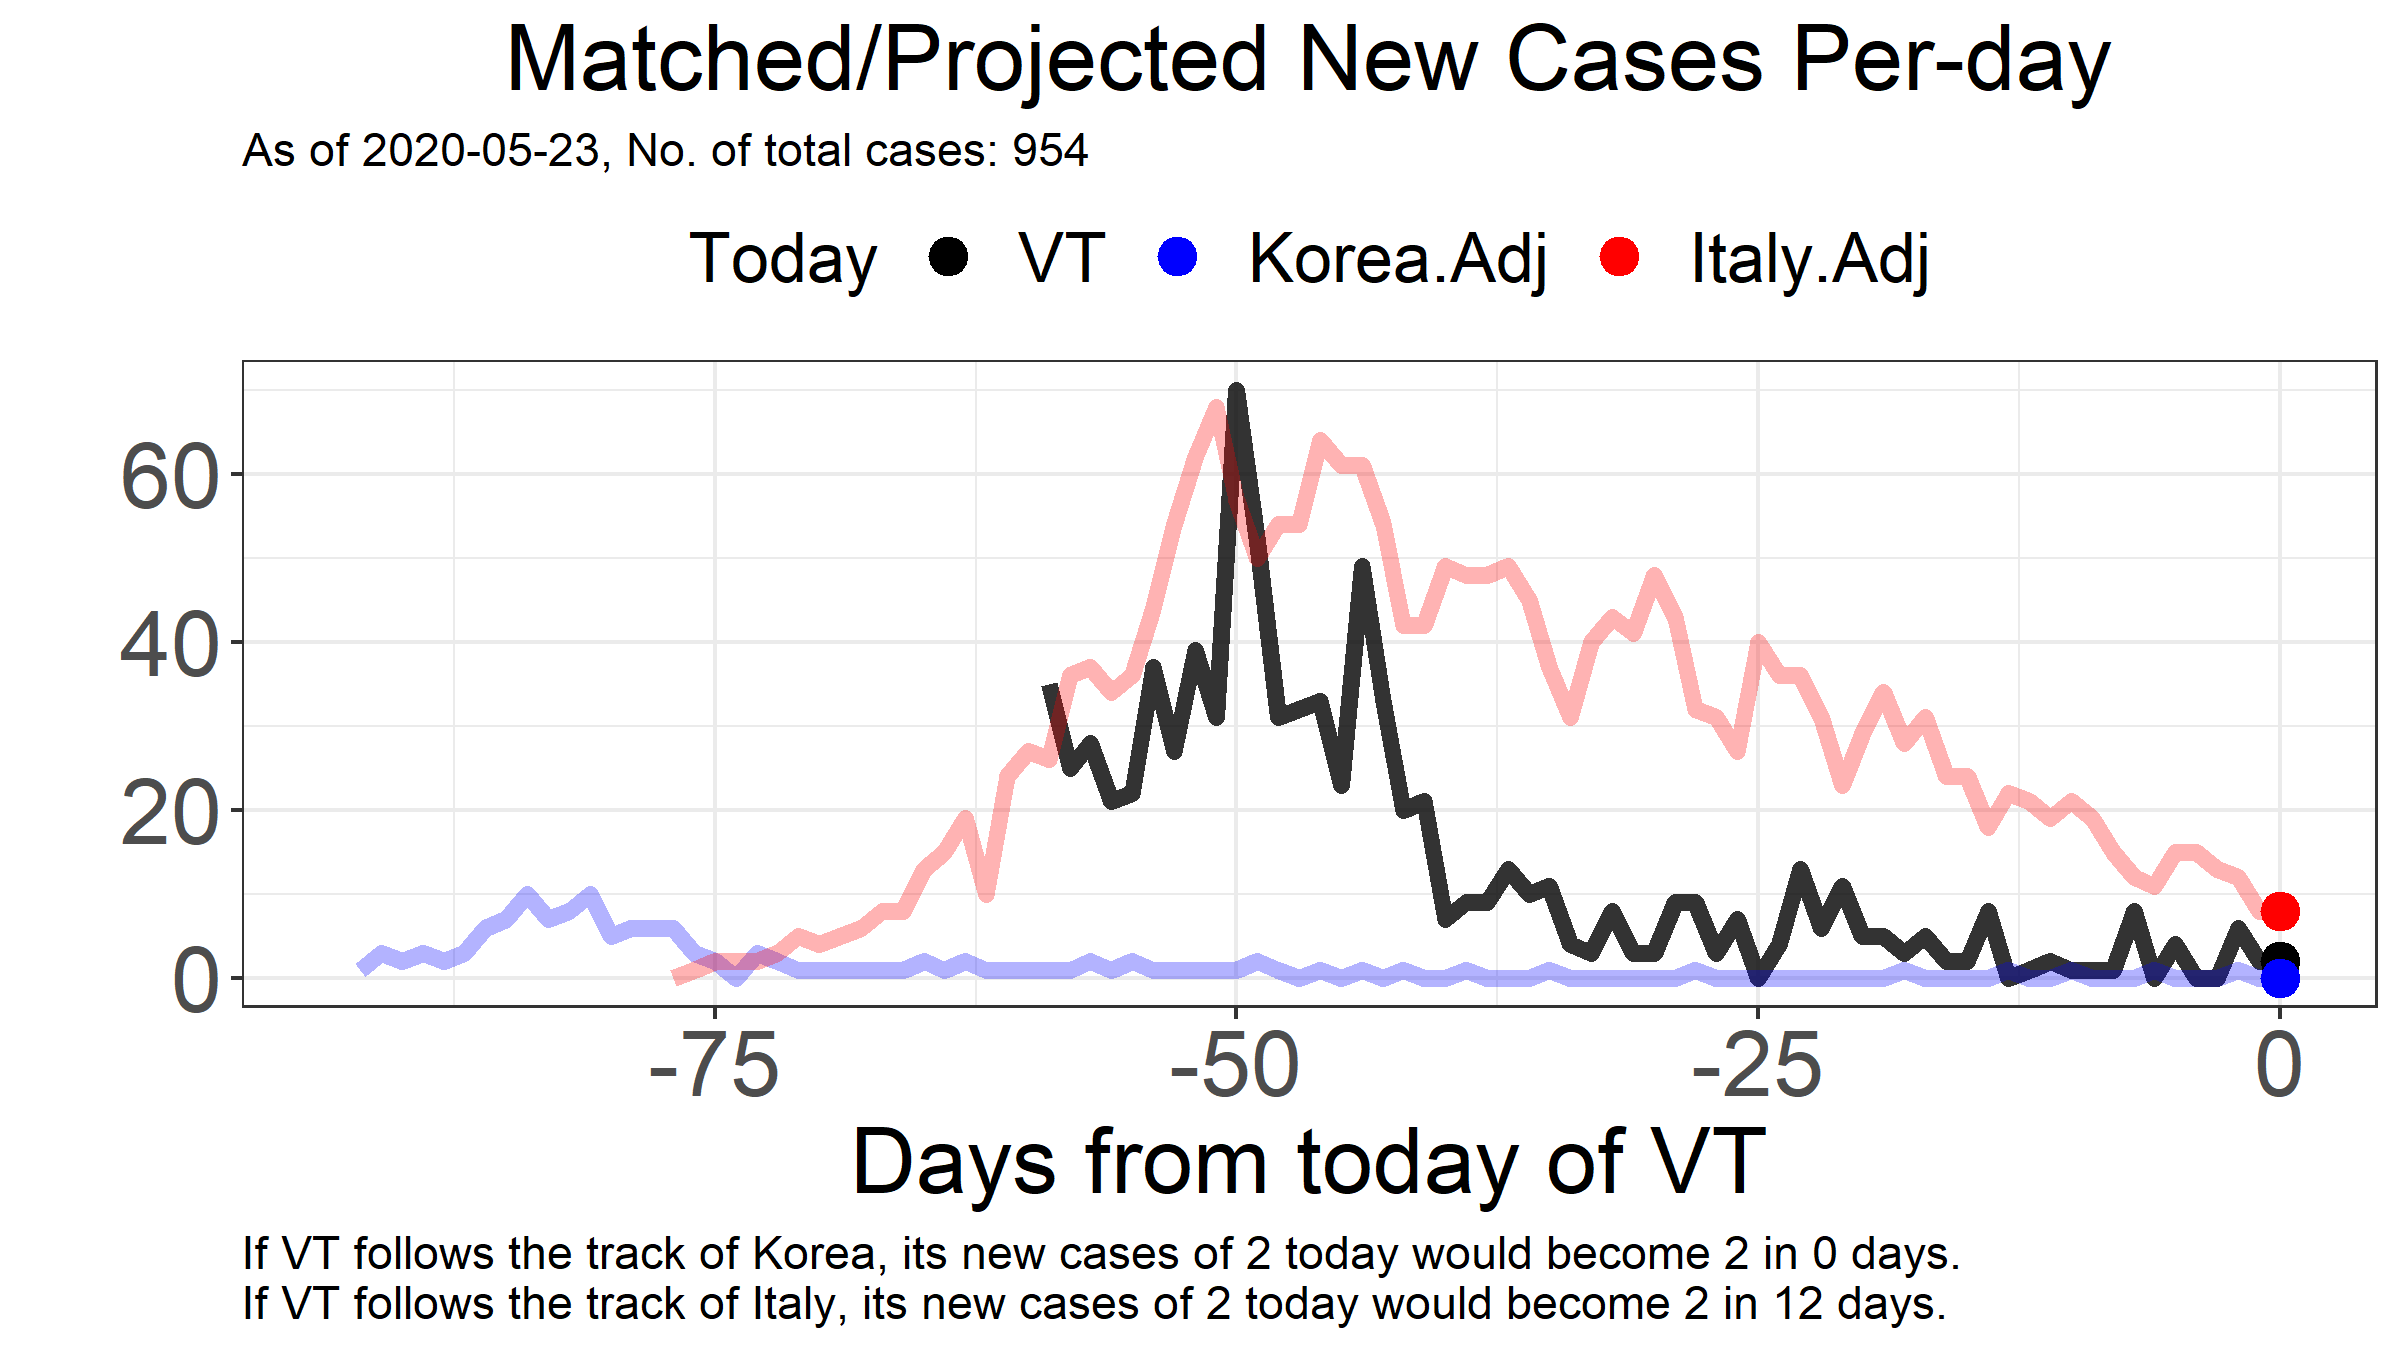 Matched/Projected New Cases Per-day
As of 2020-05-23, No. of total cases: 954
Today VT Korea.Adj Italy.Adj
60
40
20
0
-75 -50 -25 0
Days from today of VT
If VT follows the track of Korea, its new cases of 2 today would become 2 in 0 days.
If VT follows the track of Italy, its new cases of 2 today would become 2 in 12 days.